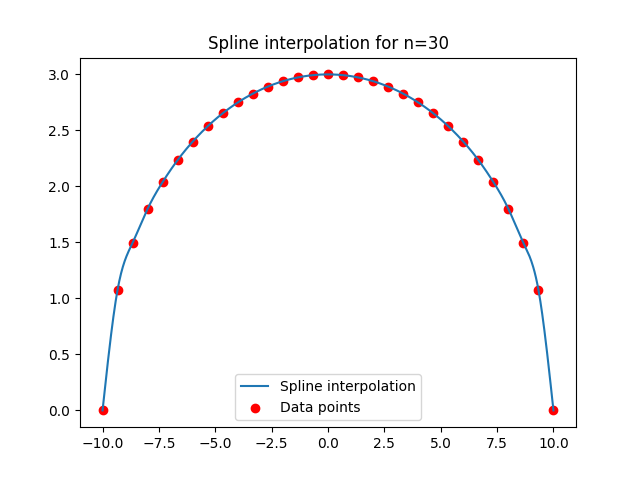 Spline interpolation for n=30
3.0
2.5
2.0
1.5
1.0
0.5
0.0
Spline interpolation
Data points
−10.0 −7.5 −5.0 −2.5 0.0 2.5 5.0 7.5 10.0